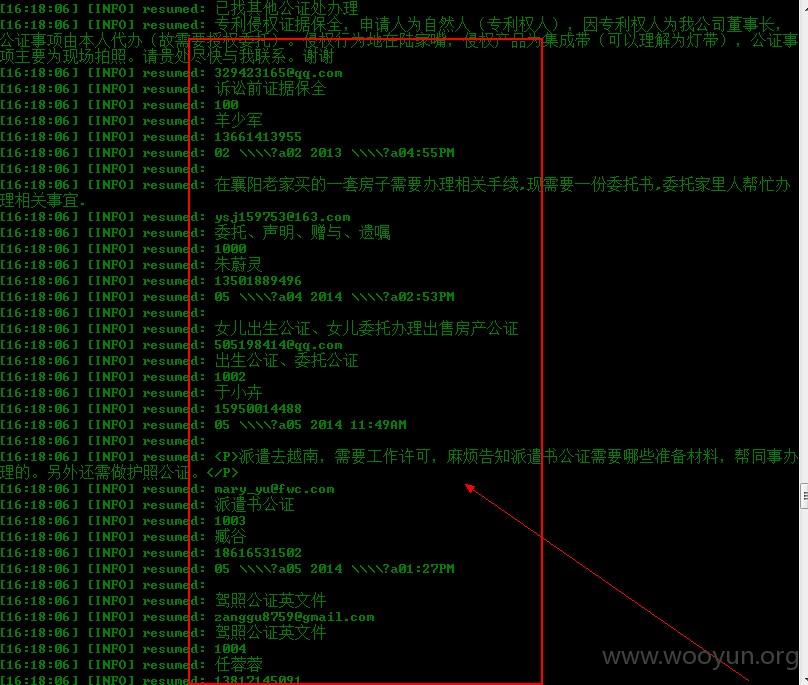 [16:18:06] [INFO] resumed: 已找其他公证处办理
[16:18:06] [INFO] resumed: 专利侵权证据保全，申请人为自然人（专利权人），因专利权人为我公司董事长，
公证事项由本人代办（故需要授权委托）。侵权行为地在陆家嘴，侵权产品为集成带（可以理解为灯带），公证事
项主要为现场拍照。请贵处尽快与我联系。谢谢
[16:18:06] [INFO] resumed: 329423165@qq.com
[16:18:06] [INFO] resumed: 诉讼前证据保全
[16:18:06] [INFO] resumed: 100
[16:18:06] [INFO] resumed: 羊少军
[16:18:06] [INFO] resumed: 13661413955
[16:18:06] [INFO] resumed: 02 \\\\?a02 2013 \\\\?a04:55PM
[16:18:06] [INFO] resumed:
[16:18:06] [INFO] resumed: 在襄阳老家买的一套房子需要办理相关手续,现需要一份委托书,委托家里人帮忙办
理相关事宜.
[16:18:06] [INFO] resumed: ysj159753@163.com
[16:18:06] [INFO] resumed: 委托、声明、赠与、遗嘱
[16:18:06] [INFO] resumed: 1000
[16:18:06] [INFO] resumed: 朱蔚灵
[16:18:06] [INFO] resumed: 13501889496
[16:18:06] [INFO] resumed: 05 \\\\?a04 2014 \\\\?a02:53PM
[16:18:06] [INFO] resumed:
[16:18:06] [INFO] resumed: 女儿出生公证、女儿委托办理出售房产公证
[16:18:06] [INFO] resumed: 505198414@qq.com
[16:18:06] [INFO] resumed: 出生公证、委托公证
[16:18:06] [INFO] resumed: 1002
[16:18:06] [INFO] resumed: 于小卉
[16:18:06] [INFO] resumed: 15950014488
[16:18:06] [INFO] resumed: 05 \\\\?a05 2014 11:49AM
[16:18:06] [INFO] resumed:
[16:18:06] [INFO] resumed: <P>派遣去越南，需要工作许可，麻烦告知派遣书公证需要哪些准备材料，帮同事办
理的。另外还需做护照公证。</P>
[16:18:06] [INFO] resumed: mary_yu@fwc.com
[16:18:06] [INFO] resumed: 派遣书公证
[16:18:06] [INFO] resumed: 1003
[16:18:06] [INFO] resumed: 臧谷
[16:18:06] [INFO] resumed: 18616531502
[16:18:06] [INFO] resumed: 05 \\\\?a05 2014 \\\\?a01:27PM
[16:18:06] [INFO] resumed:
[16:18:06] [INFO] resumed: 驾照公证英文件
[16:18:06] [INFO] resumed: zanggu8759@gmail.com
[16:18:06] [INFO] resumed: 驾照公证英文件
[16:18:06] [INFO] resumed: 1004
[16:18:06] [INFO] resumed: 任蓉蓉
[16:18:06] [INFO] resumed: 13817145091
www.wooyun.org